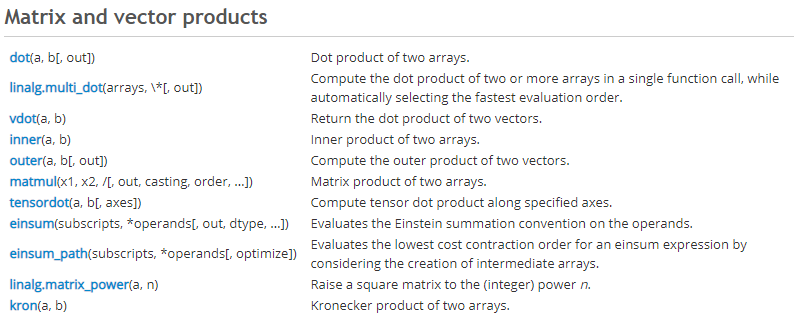 Matrix and vector products
dot(a, b[, out]) Dot product of two arrays.
linalg.multi_dot(arrays, \*[, out]) Compute the dot product of two or more arrays in a single function call, while
automatically selecting the fastest evaluation order.
vdot(a, b) Return the dot product of two vectors.
inner(a, b) Inner product of two arrays.
outer(a, b[, out]) Compute the outer product of two vectors.
matmul(x1, x2, /[, out, casting, order, …]) Matrix product of two arrays.
tensordot(a, b[, axes]) Compute tensor dot product along specified axes.
einsum(subscripts, *operands[, out, dtype, …]) Evaluates the Einstein summation convention on the operands.
einsum_path(subscripts, *operands[, optimize]) Evaluates the lowest cost contraction order for an einsum expression by
considering the creation of intermediate arrays.
linalg.matrix_power(a, n) Raise a square matrix to the (integer) power n.
kron(a, b) Kronecker product of two arrays.